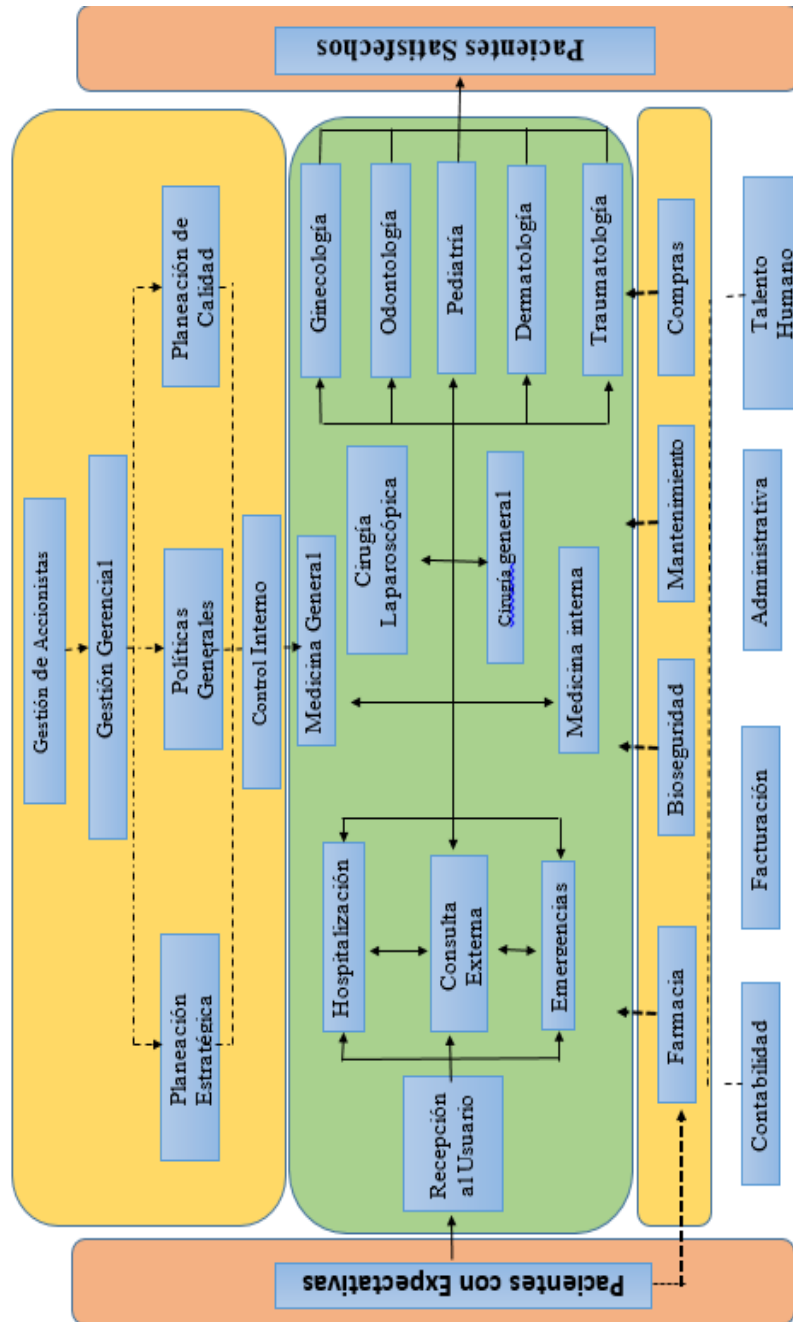 Pacientes con Expectativas
Gestión de Accionistas
Gestión Gerencial
Planeación
Estratégica
Políticas
Generales
Planeación de
Calidad
Control Interno
Recepción
al Usuario
Hospitalización
Consulta
Externa
Emergencias
Medicina General
Medicina interna
Cirugía
Laparoscópica
Cirugía general
Ginecología
Odontología
Pediatría
Dermatología
Traumatología
Farmacia
Bioseguridad
Mantenimiento
Compras
Contabilidad
Facturación
Administrativa
Talento
Humano
Pacientes Satisfechos